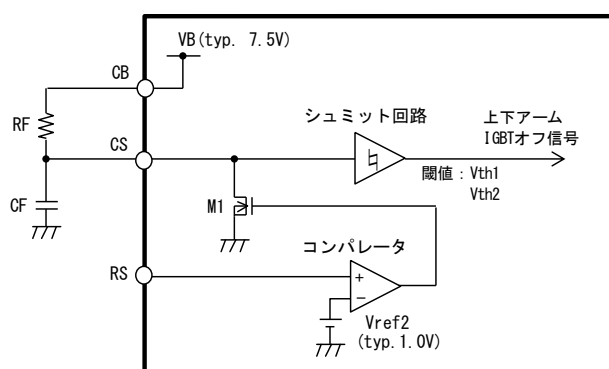 VB(typ. 7.5V)
CB
RF
シュミット回路
上下アーム
IGBTオフ信号
CS
閾値：Vth1
Vth2
CF
M1
コンパレータ
RS
+
−
Vref2
(typ.1.0V)